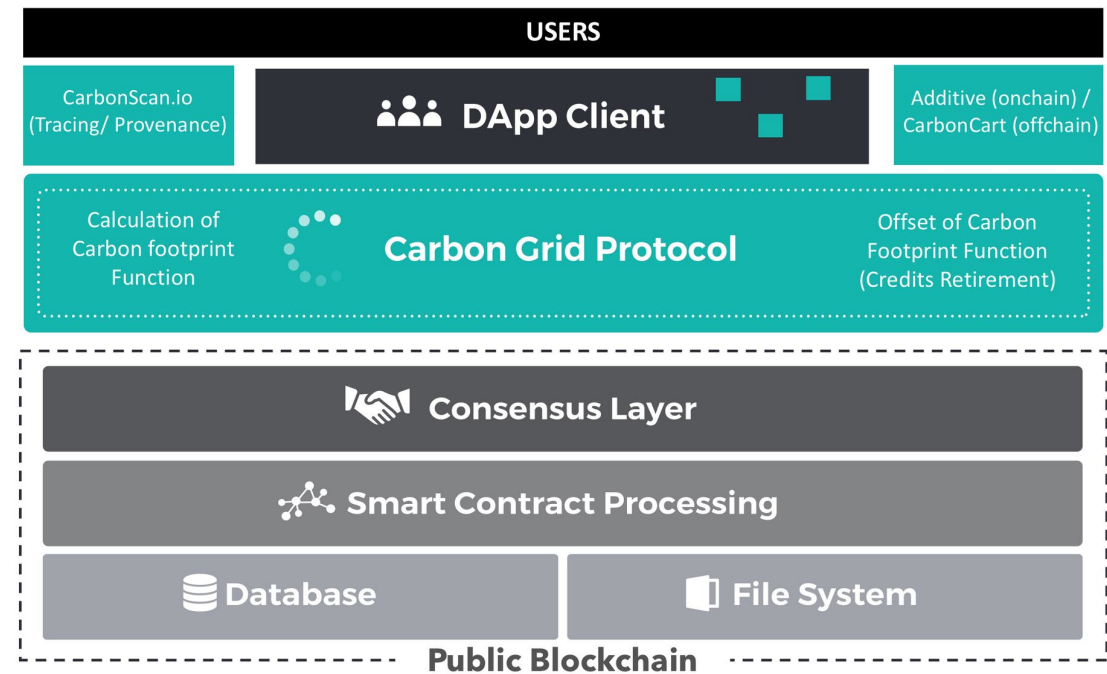 USERS
CarbonScan.io
(Tracing/ Provenance)
DApp Client
Additive (onchain) /
CarbonCart (offchain)
Calculation of
Carbon footprint
Function
Carbon Grid Protocol
Offset of Carbon
Footprint Function
(Credits Retirement)
Consensus Layer
Smart Contract Processing
Database
File System
Public Blockchain